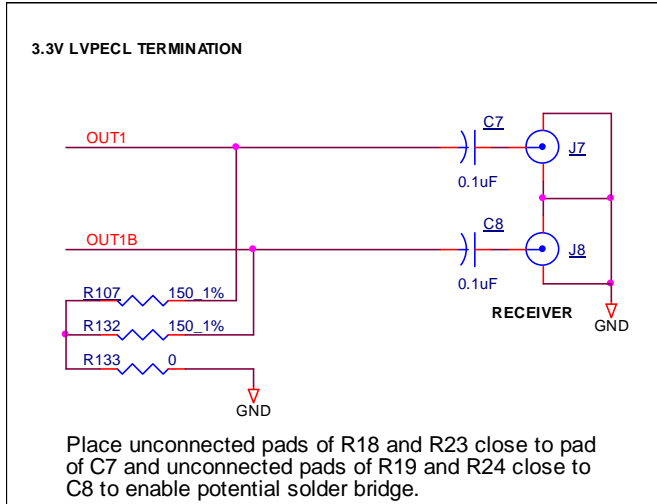 3.3V LVPECL TERMINATION
OUT1
C7
J7
0.1uF
OUT1B
C8
J8
0.1uF
R107 150_1%
RECEIVER
R132 150_1%
GND
R133 0
GND
Place unconnected pads of R18 and R23 close to pad
of C7 and unconnected pads of R19 and R24 close to
C8 to enable potential solder bridge.